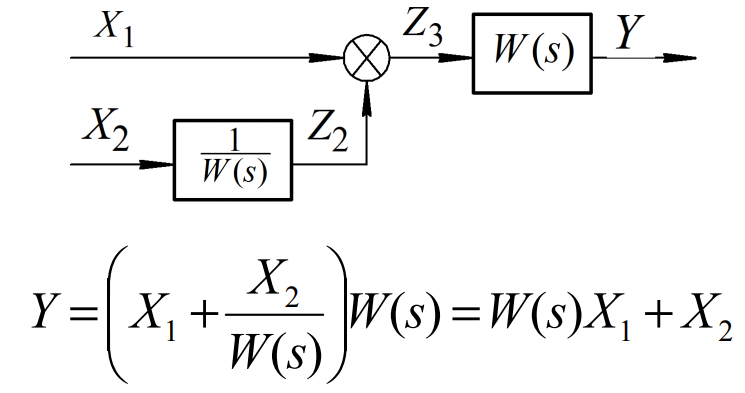 X₁ Z₃ W(s) Y
X₂ 1/W(s) Z₂
Y = (X₁ + X₂/W(s))W(s) = W(s)X₁ + X₂